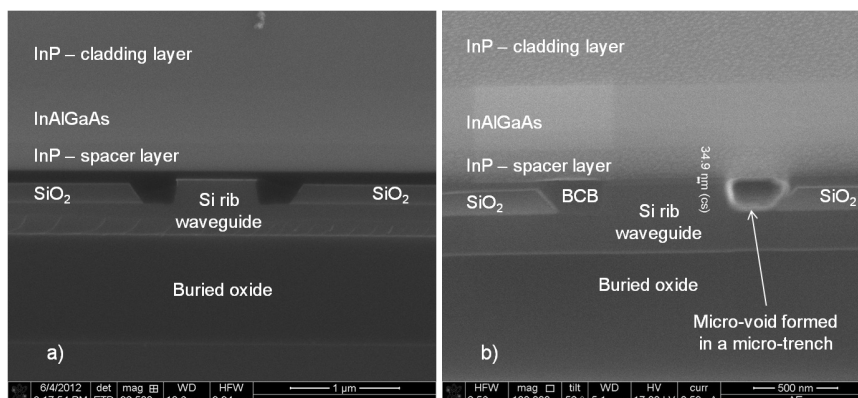 InP – cladding layer
InAlGaAs
InP – spacer layer
SiO2
SiO2
Si rib
waveguide
Buried oxide
a)
6/4/2012 det mag WD HFW
1 µm
InP – cladding layer
InAlGaAs
InP – spacer layer
34.9 nm (cs)
SiO2
BCB
SiO2
Si rib
waveguide
Buried oxide
Micro-void formed
in a micro-trench
b)
HFW mag tilt WD HV curr
500 nm